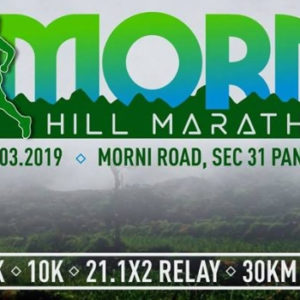 MORN
HILL MARATH
.03.2019 ◇ MORNI ROAD, SEC 31 PAN
K ◇ 10K ◇ 21.1X2 RELAY ◇ 30KM